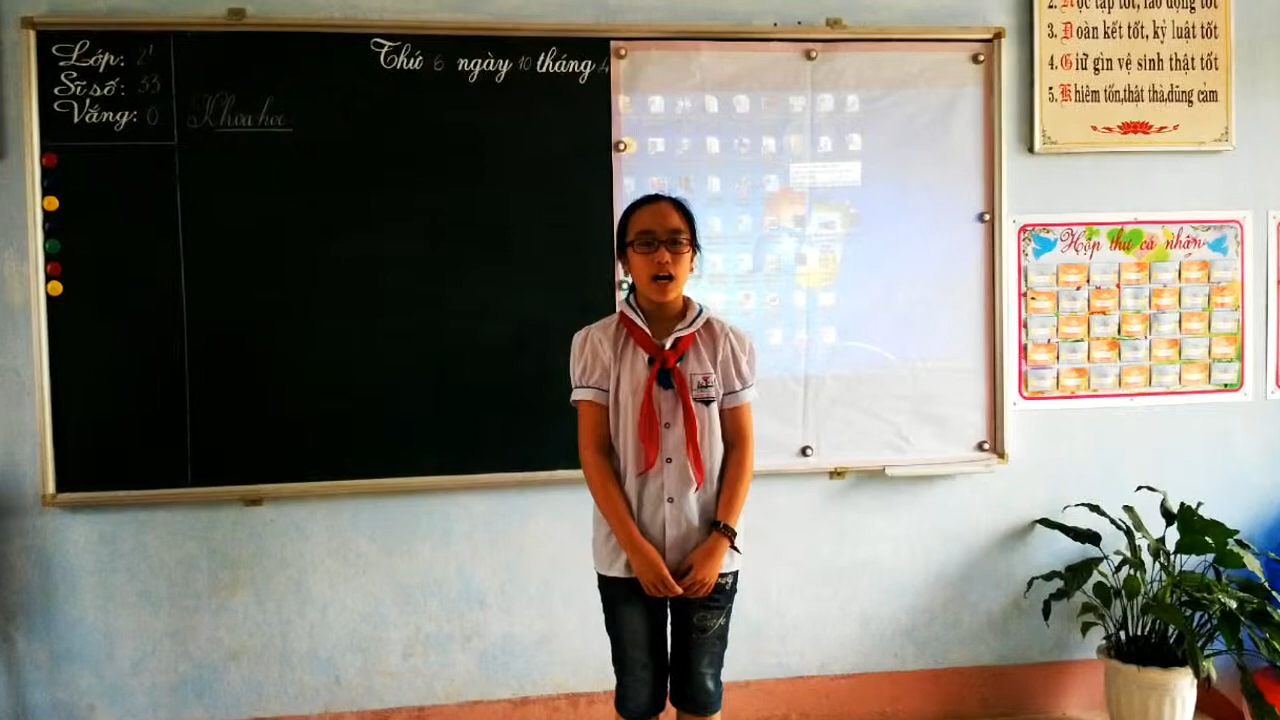 Lớp: 2
Sĩ số: 33
Vắng: 0
Thứ 6 ngày 10 tháng 4
Khoa học
2. Học tập tốt, lao động tốt
3. Đoàn kết tốt, kỷ luật tốt
4. Giữ gìn vệ sinh thật tốt
5. Khiêm tốn,thật thà,dũng cảm
Hộp thư cá nhân